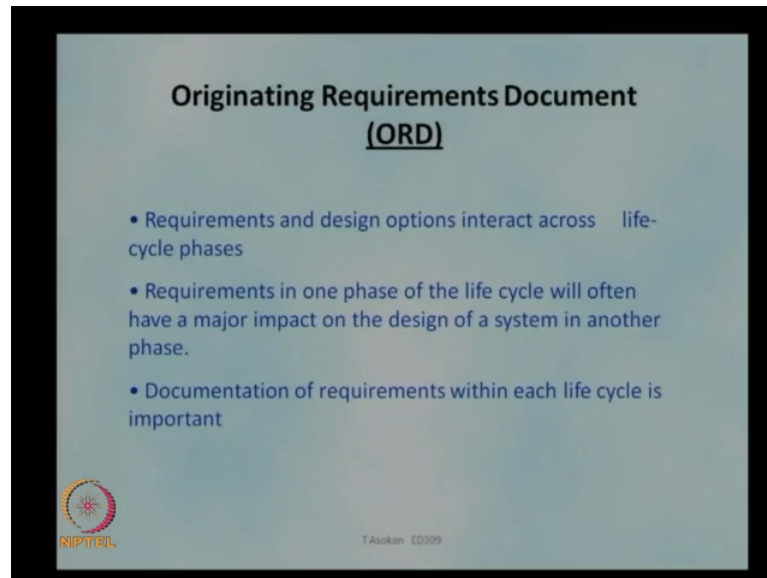 Originating Requirements Document
(ORD)
• Requirements and design options interact across life-
cycle phases
• Requirements in one phase of the life cycle will often
have a major impact on the design of a system in another
phase.
• Documentation of requirements within each life cycle is
important
NPTEL
T Asokan ED309